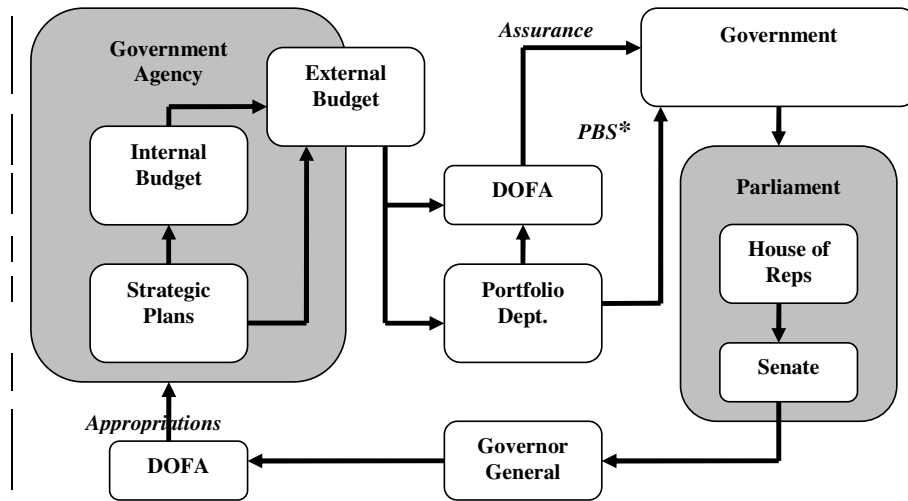 Government
Agency
External
Budget
Internal
Budget
Strategic
Plans
Assurance
PBS*
DOFA
Portfolio
Dept.
Government
Parliament
House of
Reps
Senate
Governor
General
Appropriations
DOFA